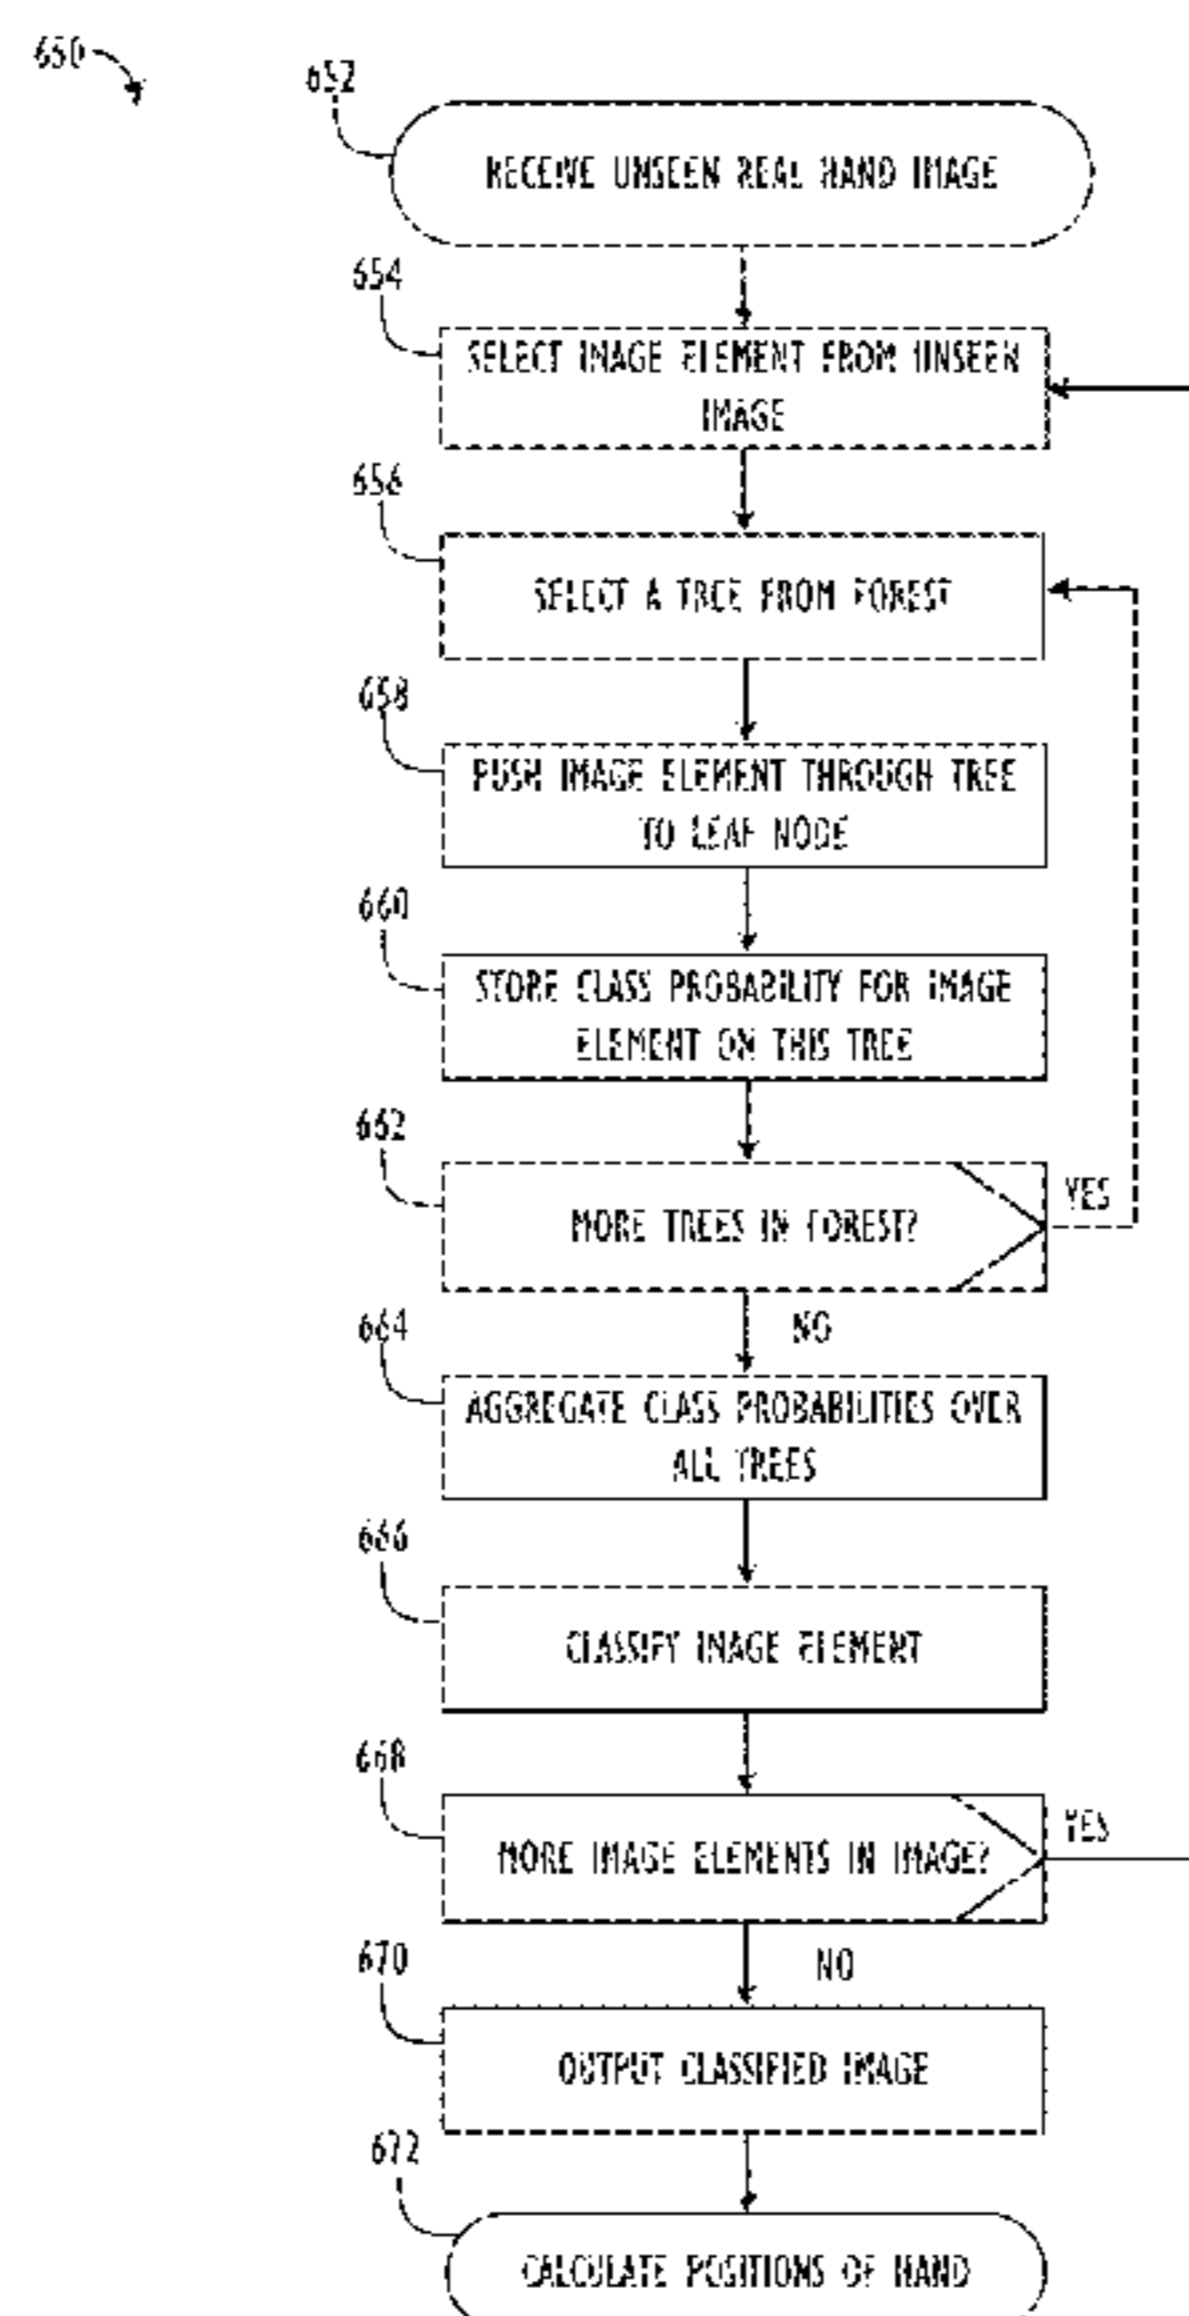 650
652
RECEIVE UNSEEN REAL HAND IMAGE
654
SELECT IMAGE ELEMENT FROM UNSEEN
IMAGE
656
SELECT A TREE FROM FOREST
658
PUSH IMAGE ELEMENT THROUGH TREE
TO LEAF NODE
660
STORE CLASS PROBABILITY FOR IMAGE
ELEMENT ON THIS TREE
662
MORE TREES IN FOREST?
YES
NO
664
AGGREGATE CLASS PROBABILITIES OVER
ALL TREES
666
CLASSIFY IMAGE ELEMENT
668
MORE IMAGE ELEMENTS IN IMAGE?
YES
NO
670
OUTPUT CLASSIFIED IMAGE
672
CALCULATE POSITIONS OF HAND